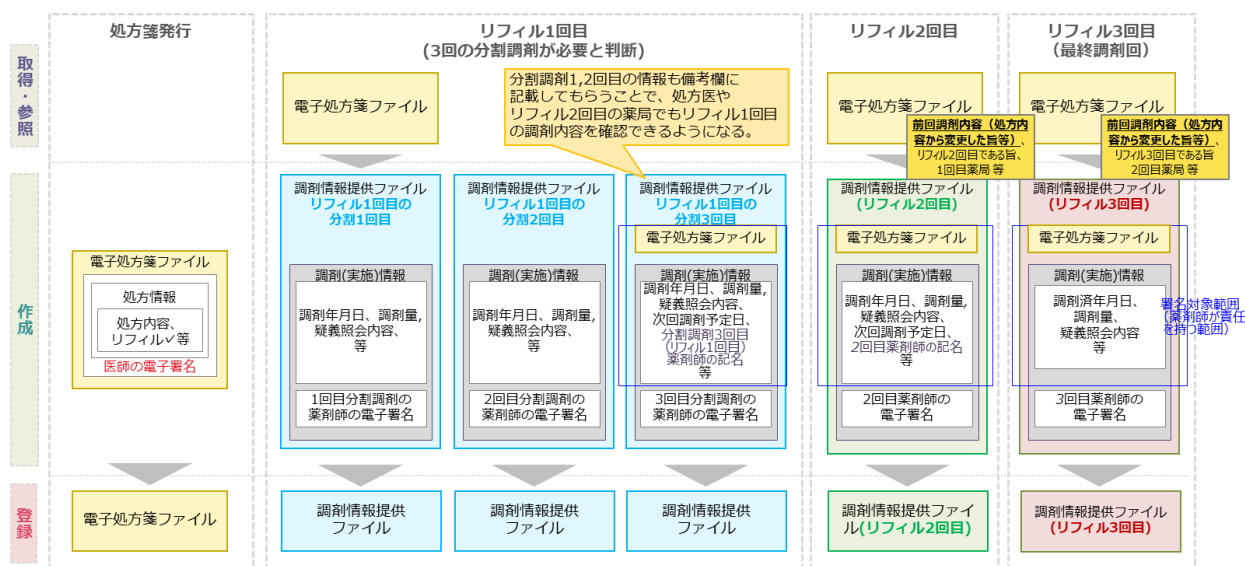 処方箋発行
リフィル1回目
(3回の分割調剤が必要と判断)
リフィル2回目
リフィル3回目
（最終調剤回）
取得・参照
電子処方箋ファイル
分割調剤1,2回目の情報も備考欄に
記載してもらうことで、処方医や
リフィル2回目の薬局でもリフィル1回目
の調剤内容を確認できるようになる。
電子処方箋ファイル
前回調剤内容（処方内
容から変更した旨等）、
リフィル2回目である旨、
1回目薬局 等
電子処方箋ファイル
前回調剤内容（処方内
容から変更した旨等）、
リフィル3回目である旨
2回目薬局 等
作成
電子処方箋ファイル
処方情報
処方内容、
リフィル✓等
医師の電子署名
調剤情報提供ファイル
リフィル1回目の
分割1回目
調剤(実施)情報
調剤年月日、調剤量,
疑義照会内容、
等
1回目分割調剤の
薬剤師の電子署名
調剤情報提供ファイル
リフィル1回目の
分割2回目
調剤(実施)情報
調剤年月日、調剤量,
疑義照会内容、
等
2回目分割調剤の
薬剤師の電子署名
調剤情報提供ファイル
リフィル1回目の
分割3回目
電子処方箋ファイル
調剤(実施)情報
調剤年月日、調剤量,
疑義照会内容、
次回調剤予定日、
分割調剤3回目
（リフィル1回目）
薬剤師の記名
等
3回目分割調剤の
薬剤師の電子署名
調剤情報提供ファイル
(リフィル2回目)
電子処方箋ファイル
調剤(実施)情報
調剤年月日、調剤量,
疑義照会内容、
次回調剤予定日、
2回目薬剤師の記名
等
2回目薬剤師の
電子署名
調剤情報提供ファイル
(リフィル3回目)
電子処方箋ファイル
調剤(実施)情報
調剤済年月日、
調剤量、
疑義照会内容
等
3回目薬剤師の
電子署名
署名対象範囲
（薬剤師が責任
を持つ範囲）
登録
電子処方箋ファイル
調剤情報提供
ファイル
調剤情報提供
ファイル
調剤情報提供
ファイル
調剤情報提供ファイ
ル(リフィル2回目)
調剤情報提供ファイル
(リフィル3回目)